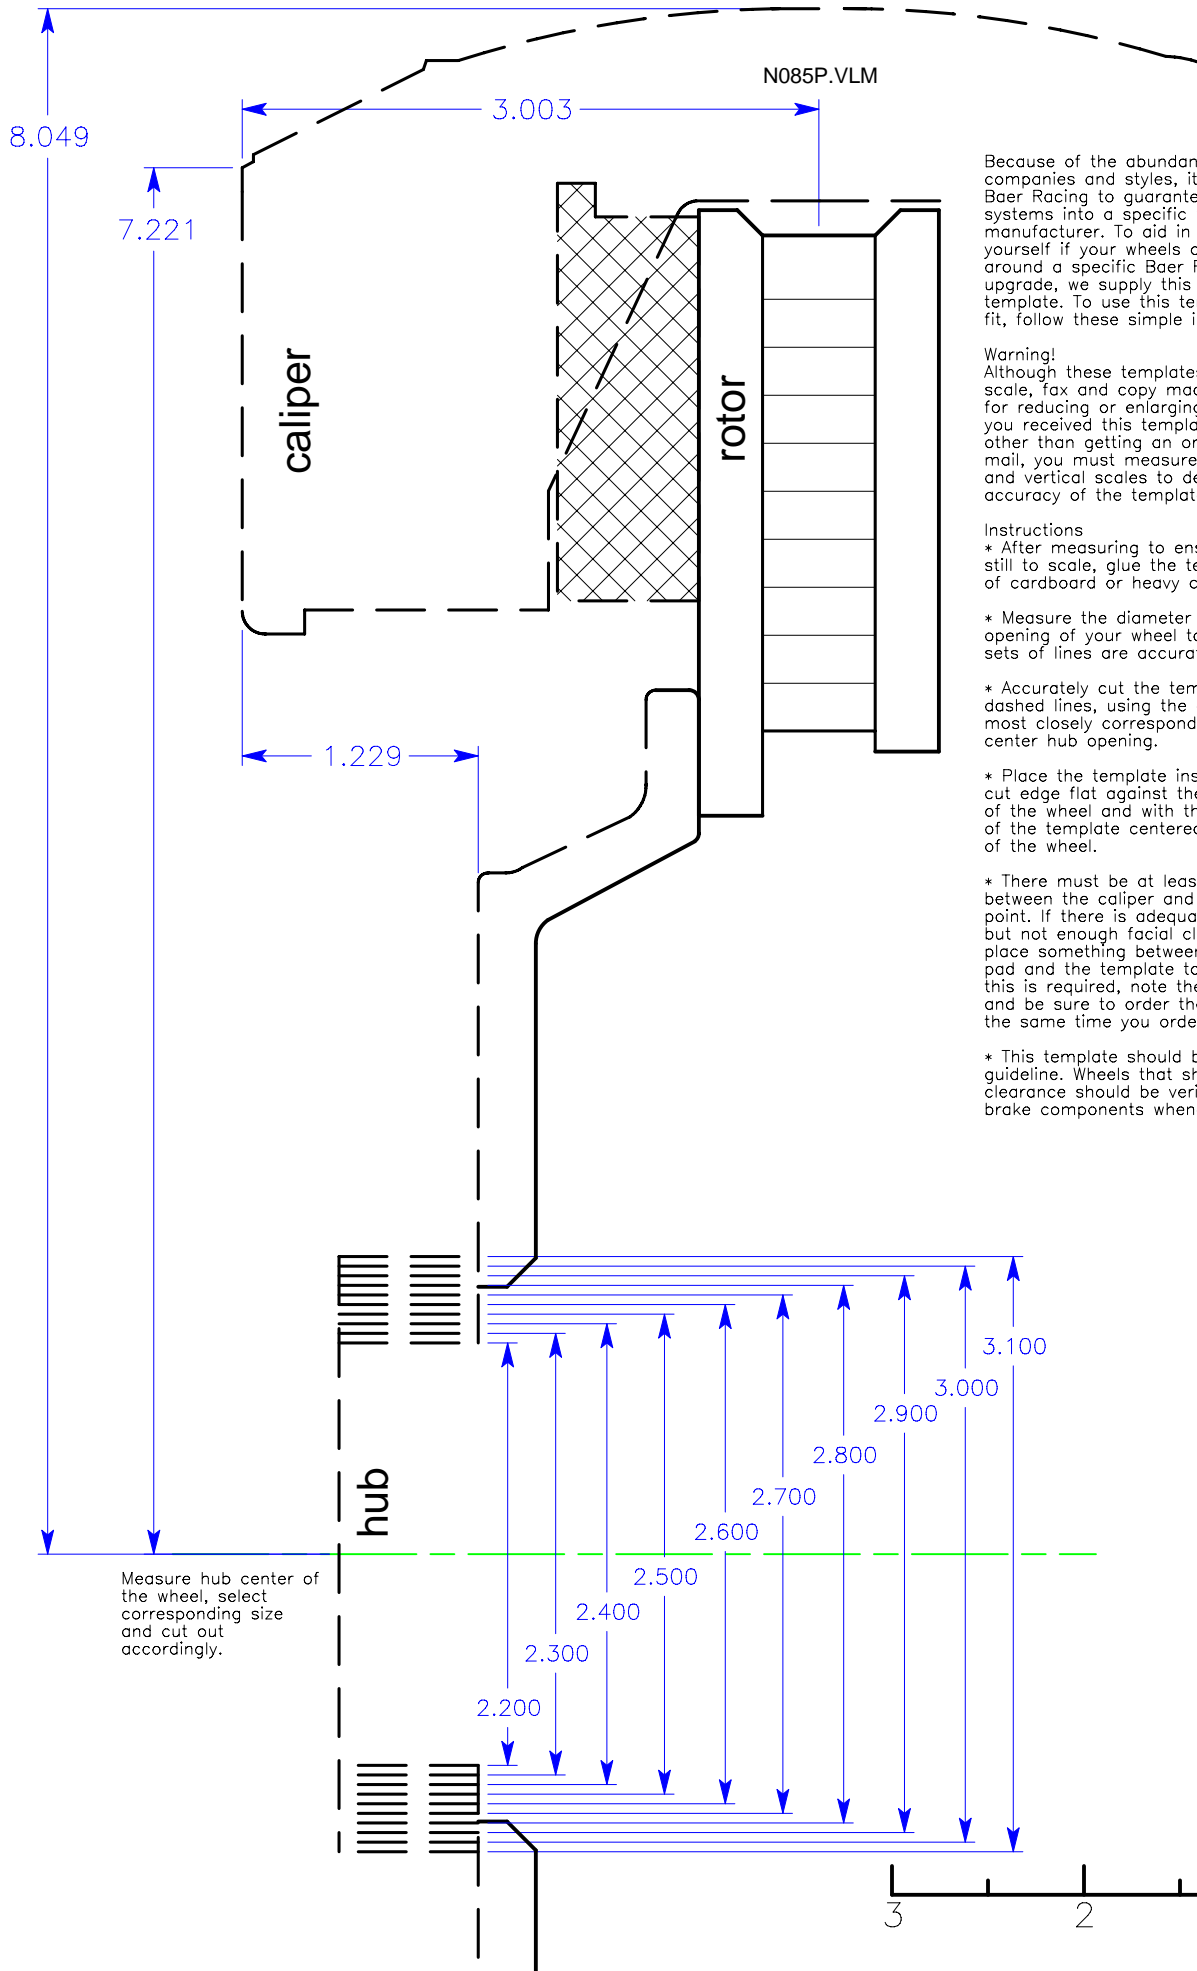 N085P.VLM
3.003
8.049
7.221
caliper
rotor
1.229
Because of the abundan
companies and styles, it
Baer Racing to guarante
systems into a specific
manufacturer. To aid in
yourself if your wheels
around a specific Baer
upgrade, we supply this
template. To use this te
fit, follow these simple i
Warning!
Although these template
scale, fax and copy mac
for reducing or enlarging
you received this templa
other than getting an or
mail, you must measure
and vertical scales to de
accuracy of the templat
Instructions
* After measuring to ens
still to scale, glue the te
of cardboard or heavy c
* Measure the diameter
opening of your wheel to
sets of lines are accura
* Accurately cut the tem
dashed lines, using the
most closely correspond
center hub opening.
* Place the template ins
cut edge flat against the
of the wheel and with th
of the template centered
of the wheel.
* There must be at leas
between the caliper and
point. If there is adequa
but not enough facial cl
place something between
pad and the template to
this is required, note the
and be sure to order the
the same time you orde
* This template should b
guideline. Wheels that sh
clearance should be veri
brake components when
3.100
3.000
2.900
2.800
2.700
2.600
2.500
2.400
2.300
2.200
hub
Measure hub center of
the wheel, select
corresponding size
and cut out
accordingly.
3 2